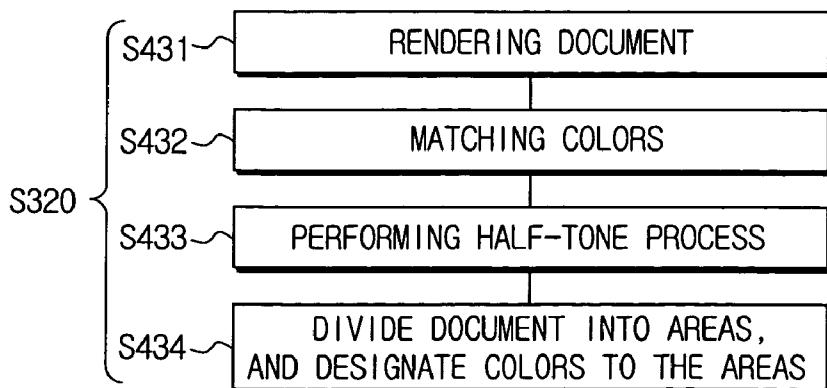 S431 RENDERING DOCUMENT
S432 MATCHING COLORS
S320
S433 PERFORMING HALF-TONE PROCESS
S434 DIVIDE DOCUMENT INTO AREAS,
AND DESIGNATE COLORS TO THE AREAS